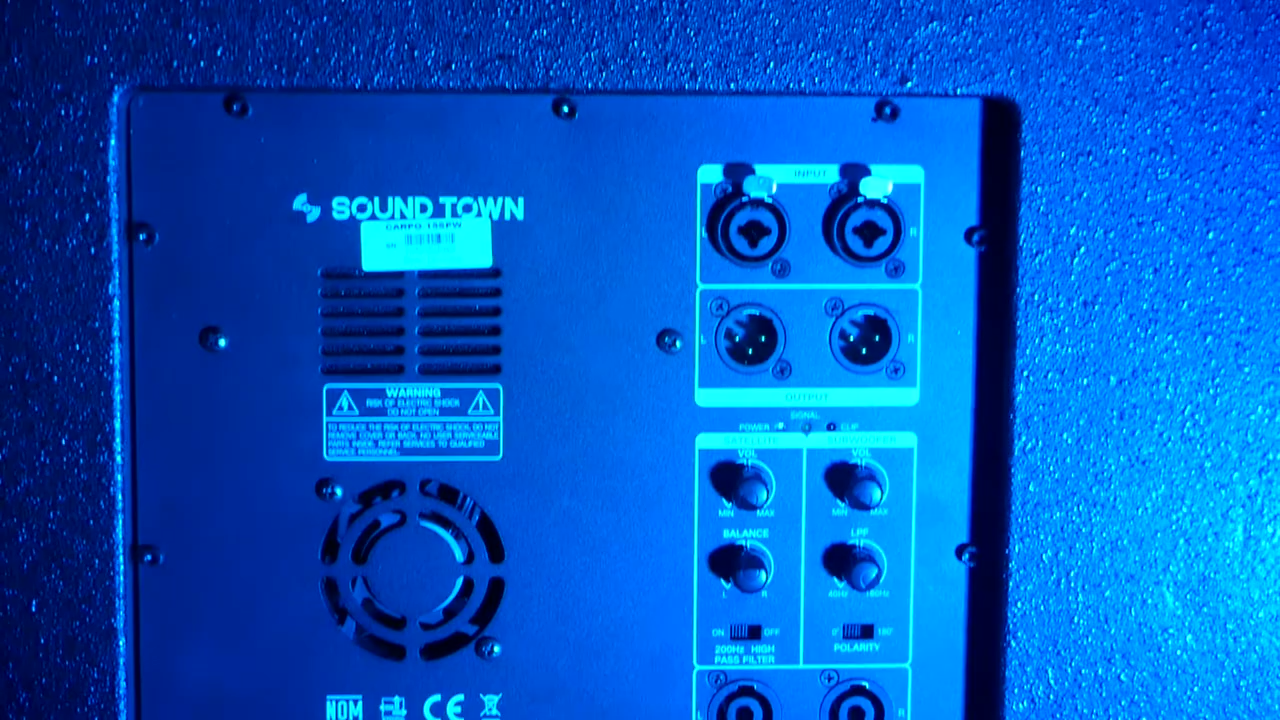 SOUND TOWN
CARPO-15SPW
SN:
WARNING
RISK OF ELECTRIC SHOCK
DO NOT OPEN
TO REDUCE THE RISK OF ELECTRIC SHOCK, DO NOT
REMOVE COVER OR BACK, NO USER SERVICEABLE
PARTS INSIDE. REFER SERVICES TO QUALIFIED
SERVICE PERSONNEL.
NOM CE
INPUT
L R
L R
OUTPUT
SIGNAL
POWER CLIP
SATELLITE SUBWOOFER
VOL VOL
MIN MAX MIN MAX
BALANCE LPF
L R 40Hz 180Hz
ON OFF 0° 180°
200Hz HIGH
PASS FILTER
POLARITY
L R